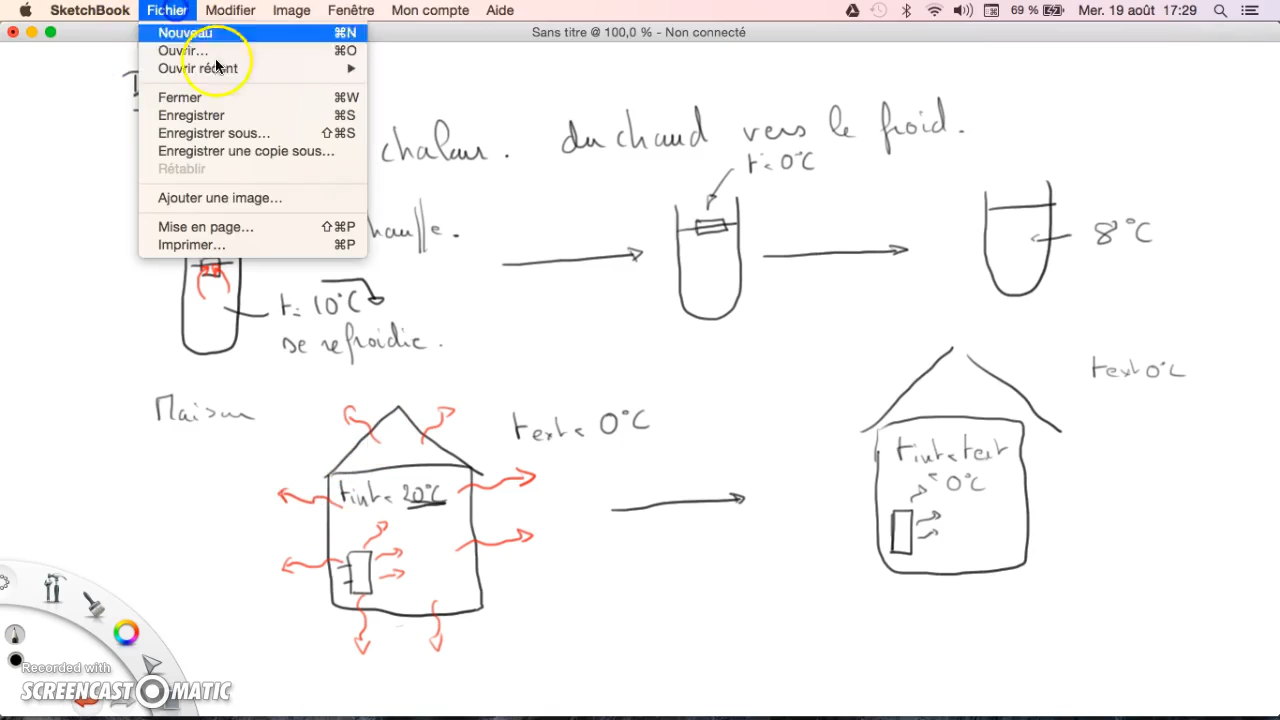 SketchBook Fichier Modifier Image Fenêtre Mon compte Aide 69 % Mer. 19 août 17:29
Sans titre @ 100,0 % - Non connecté
Nouveau ⌘N
Ouvrir... ⌘O
Ouvrir récent
Fermer ⌘W
Enregistrer ⌘S
Enregistrer sous... ⇧⌘S
Enregistrer une copie sous...
Rétablir
Ajouter une image...
Mise en page... ⇧⌘P
Imprimer... ⌘P
chaleur. du chaud vers le froid.
t = 0°C
8°C
t = 10°C
se refroidie.
Maison
text = 0°C
tint = 20°C
text 0°C
tint = text
= 0°C
Recorded with
SCREENCAST-O-MATIC